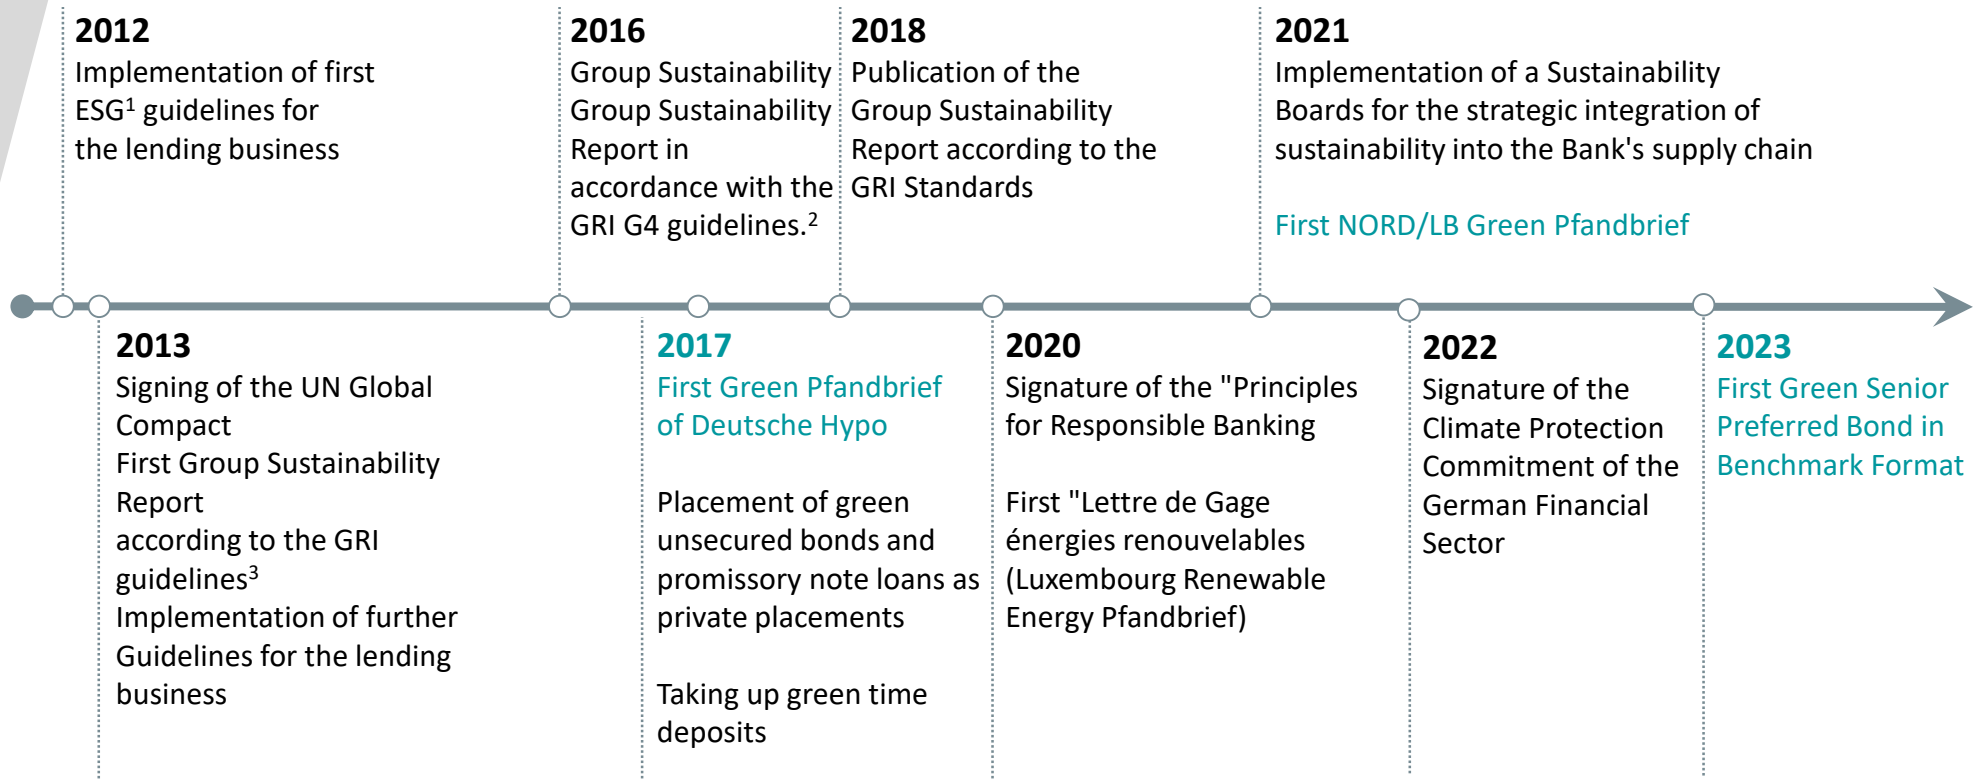 2012
Implementation of first
ESG¹ guidelines for
the lending business
2016
Group Sustainability
Group Sustainability
Report in
accordance with the
GRI G4 guidelines.²
2018
Publication of the
Group Sustainability
Report according to the
GRI Standards
2021
Implementation of a Sustainability
Boards for the strategic integration of
sustainability into the Bank's supply chain
First NORD/LB Green Pfandbrief
2013
Signing of the UN Global
Compact
First Group Sustainability
Report
according to the GRI
guidelines³
Implementation of further
Guidelines for the lending
business
2017
First Green Pfandbrief
of Deutsche Hypo
Placement of green
unsecured bonds and
promissory note loans as
private placements
Taking up green time
deposits
2020
Signature of the "Principles
for Responsible Banking
First "Lettre de Gage
énergies renouvelables
(Luxembourg Renewable
Energy Pfandbrief)
2022
Signature of the
Climate Protection
Commitment of the
German Financial
Sector
2023
First Green Senior
Preferred Bond in
Benchmark Format